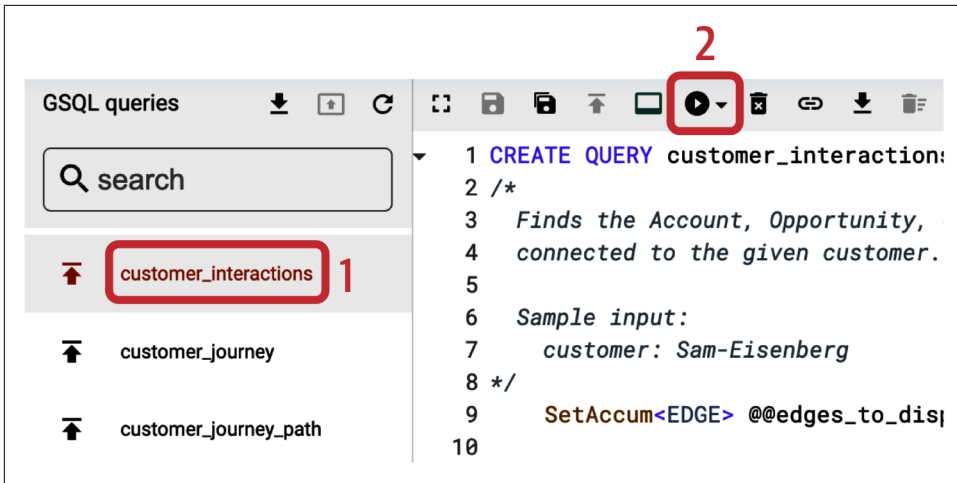 2
GSQL queries
search
customer_interactions 1
customer_journey
customer_journey_path
1 CREATE QUERY customer_interactions
2 /*
3 Finds the Account, Opportunity,
4 connected to the given customer.
5
6 Sample input:
7 customer: Sam-Eisenberg
8 */
9 SetAccum<EDGE> @@edges_to_disp
10